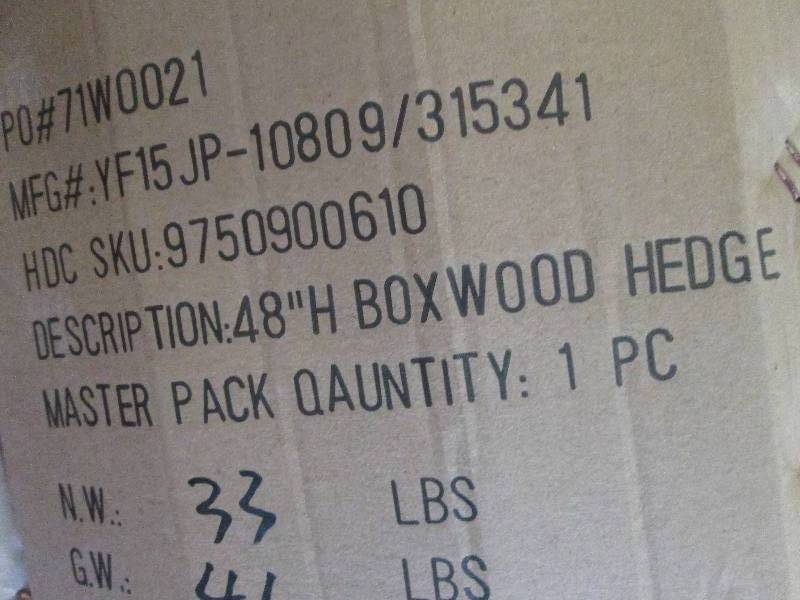 PO#71W0021
MFG#:YF15JP-10809/315341
HDC SKU:9750900610
DESCRIPTION:48"H BOXWOOD HEDGE
MASTER PACK QAUNTITY: 1 PC
N.W.: 33 LBS
G.W.: 41 LBS